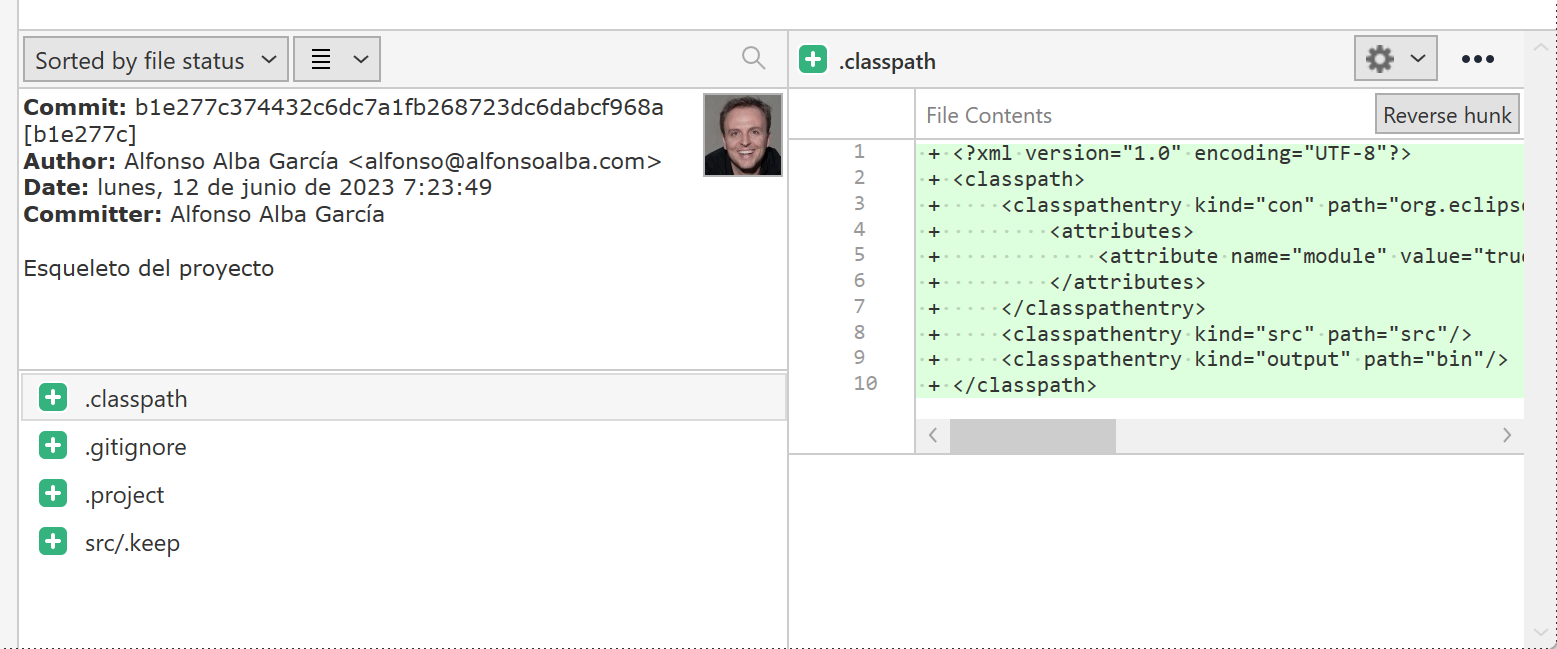 Sorted by file status
Commit: b1e277c374432c6dc7a1fb268723dc6dabcf968a
[b1e277c]
Author: Alfonso Alba García <alfonso@alfonsoalba.com>
Date: lunes, 12 de junio de 2023 7:23:49
Committer: Alfonso Alba García
Esqueleto del proyecto
.classpath
.gitignore
.project
src/.keep
.classpath
File Contents
Reverse hunk
1 + <?xml version="1.0" encoding="UTF-8"?>
2 + <classpath>
3 + <classpathentry kind="con" path="org.eclipse
4 + <attributes>
5 + <attribute name="module" value="true
6 + </attributes>
7 + </classpathentry>
8 + <classpathentry kind="src" path="src"/>
9 + <classpathentry kind="output" path="bin"/>
10 + </classpath>